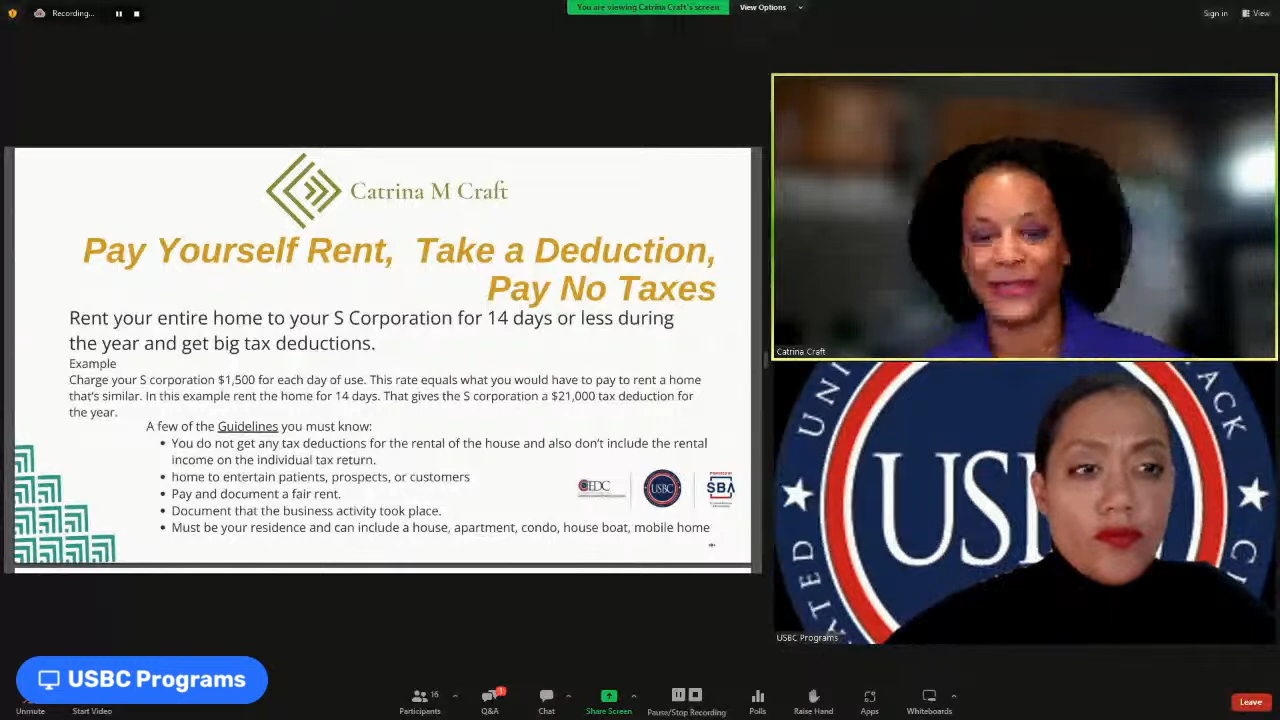 Recording...
You are viewing Catrina Craft's screen
View Options
Sign in
View
Catrina M Craft
Pay Yourself Rent, Take a Deduction,
Pay No Taxes
Rent your entire home to your S Corporation for 14 days or less during
the year and get big tax deductions.
Example
Charge your S corporation $1,500 for each day of use. This rate equals what you would have to pay to rent a home
that's similar. In this example rent the home for 14 days. That gives the S corporation a $21,000 tax deduction for
the year.
A few of the Guidelines you must know:
• You do not get any tax deductions for the rental of the house and also don't include the rental
income on the individual tax return.
• home to entertain patients, prospects, or customers
• Pay and document a fair rent.
• Document that the business activity took place.
• Must be your residence and can include a house, apartment, condo, house boat, mobile home
EDC
USBC
SBA
Catrina Craft
USBC Programs
USBC Programs
Unmute
Start Video
Participants
16
Q&A
1
Chat
Share Screen
Pause/Stop Recording
Polls
Raise Hand
Apps
Whiteboards
Leave